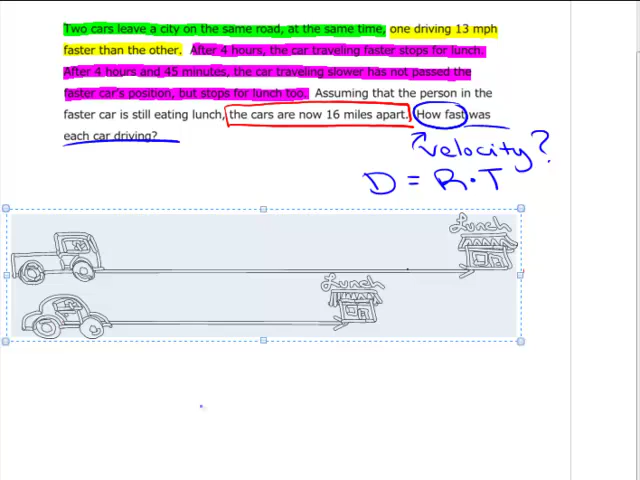 Two cars leave a city on the same road, at the same time, one driving 13 mph
faster than the other. After 4 hours, the car traveling faster stops for lunch.
After 4 hours and 45 minutes, the car traveling slower has not passed the
faster car's position, but stops for lunch too. Assuming that the person in the
faster car is still eating lunch, the cars are now 16 miles apart. How fast was
each car driving?
velocity?
D = R·T
Lunch
Lunch